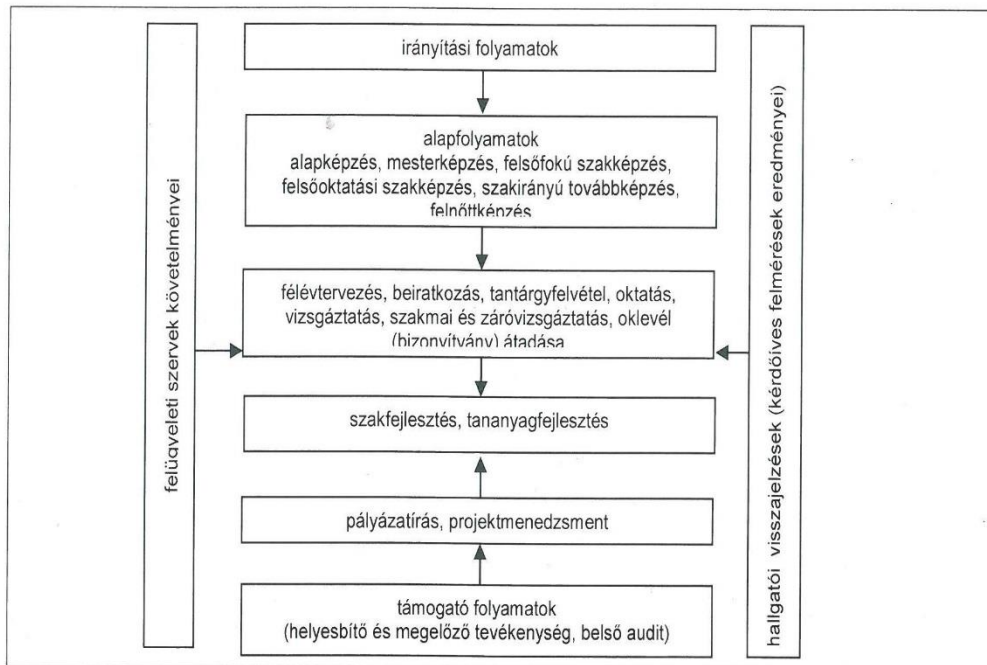 felügyeleti szervek követelményei
irányítási folyamatok
alapfolyamatok
alapképzés, mesterképzés, felsőfokú szakképzés,
felsőoktatási szakképzés, szakirányú továbbképzés,
felnőttképzés
félévtervezés, beiratkozás, tantárgyfelvétel, oktatás,
vizsgáztatás, szakmai és záróvizsgáztatás, oklevél
(bizonyítvány) átadása
szakfejlesztés, tananyagfejlesztés
pályázatírás, projektmenedzsment
támogató folyamatok
(helyesbítő és megelőző tevékenység, belső audit)
hallgatói visszajelzések (kérdőíves felmérések eredményei)